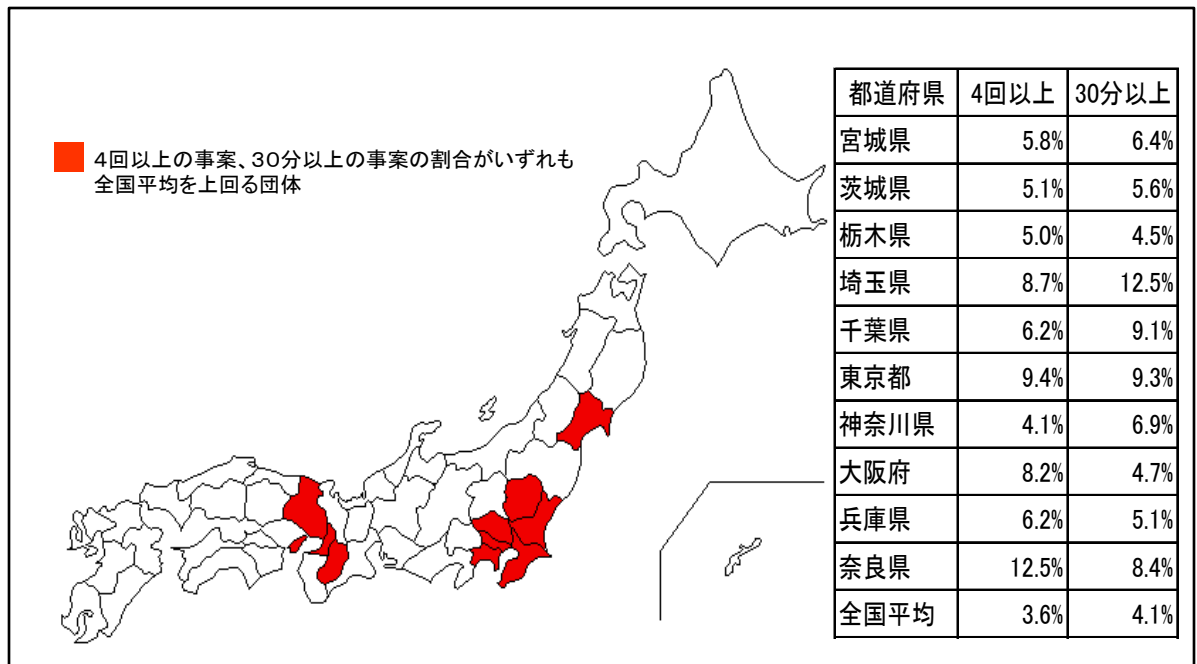 4回以上の事案、30分以上の事案の割合がいずれも
全国平均を上回る団体
都道府県 4回以上 30分以上
宮城県 5.8% 6.4%
茨城県 5.1% 5.6%
栃木県 5.0% 4.5%
埼玉県 8.7% 12.5%
千葉県 6.2% 9.1%
東京都 9.4% 9.3%
神奈川県 4.1% 6.9%
大阪府 8.2% 4.7%
兵庫県 6.2% 5.1%
奈良県 12.5% 8.4%
全国平均 3.6% 4.1%